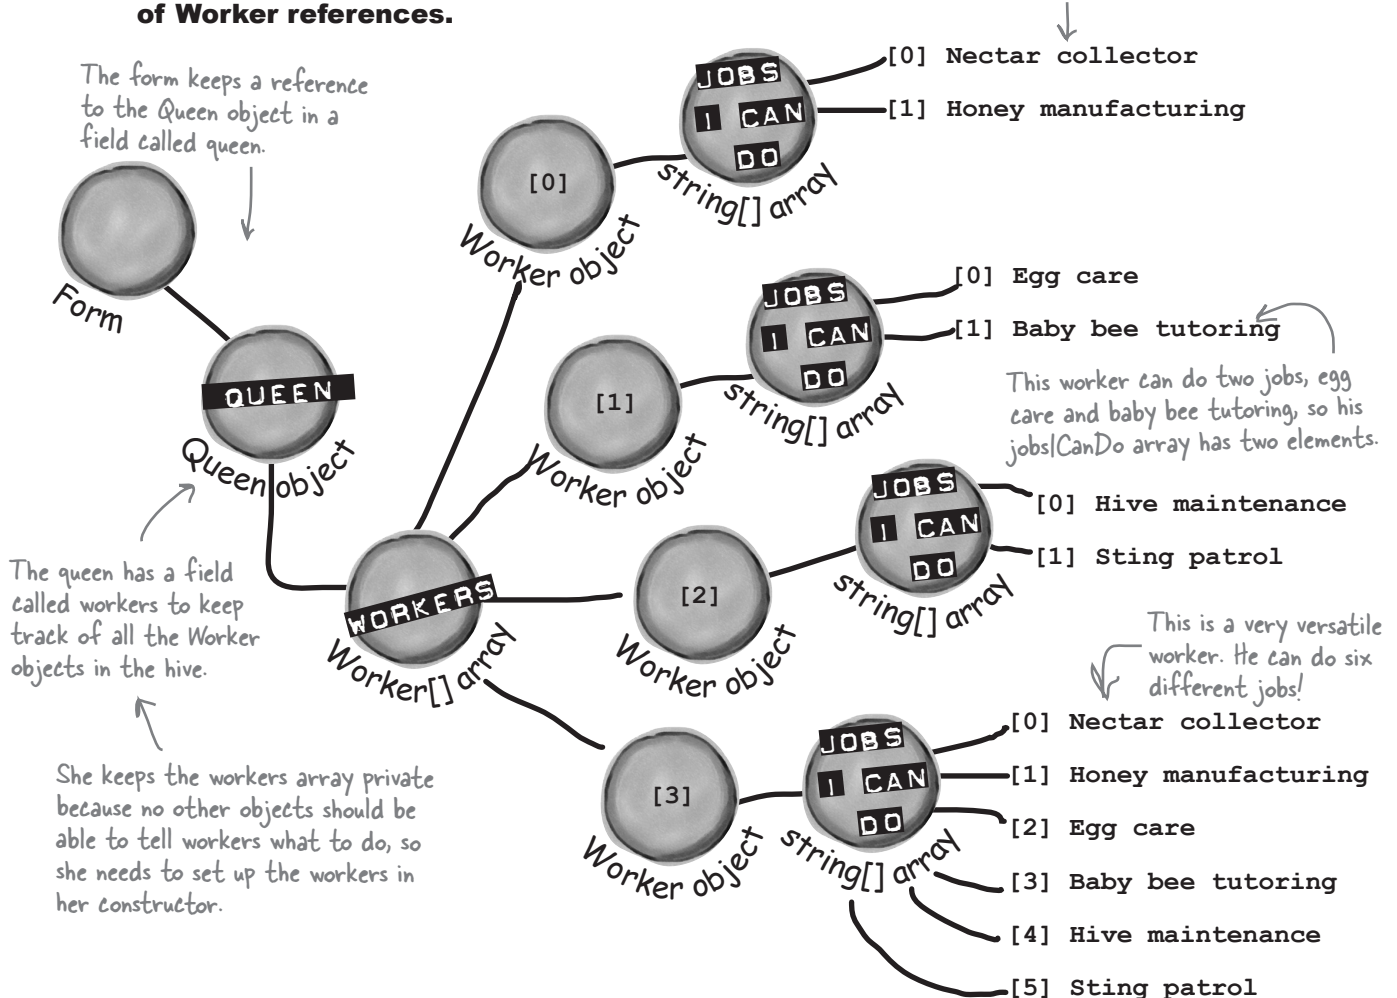 of Worker references.
The form keeps a reference
to the Queen object in a
field called queen.
Form
QUEEN
Queen object
The queen has a field
called workers to keep
track of all the Worker
objects in the hive.
She keeps the workers array private
because no other objects should be
able to tell workers what to do, so
she needs to set up the workers in
her constructor.
WORKERS
Worker[] array
[0]
Worker object
JOBS
I CAN
DO
string[] array
[0] Nectar collector
[1] Honey manufacturing
[1]
Worker object
JOBS
I CAN
DO
string[] array
[0] Egg care
[1] Baby bee tutoring
This worker can do two jobs, egg
care and baby bee tutoring, so his
jobsICanDo array has two elements.
[2]
Worker object
JOBS
I CAN
DO
string[] array
[0] Hive maintenance
[1] Sting patrol
This is a very versatile
worker. He can do six
different jobs!
[3]
Worker object
JOBS
I CAN
DO
string[] array
[0] Nectar collector
[1] Honey manufacturing
[2] Egg care
[3] Baby bee tutoring
[4] Hive maintenance
[5] Sting patrol